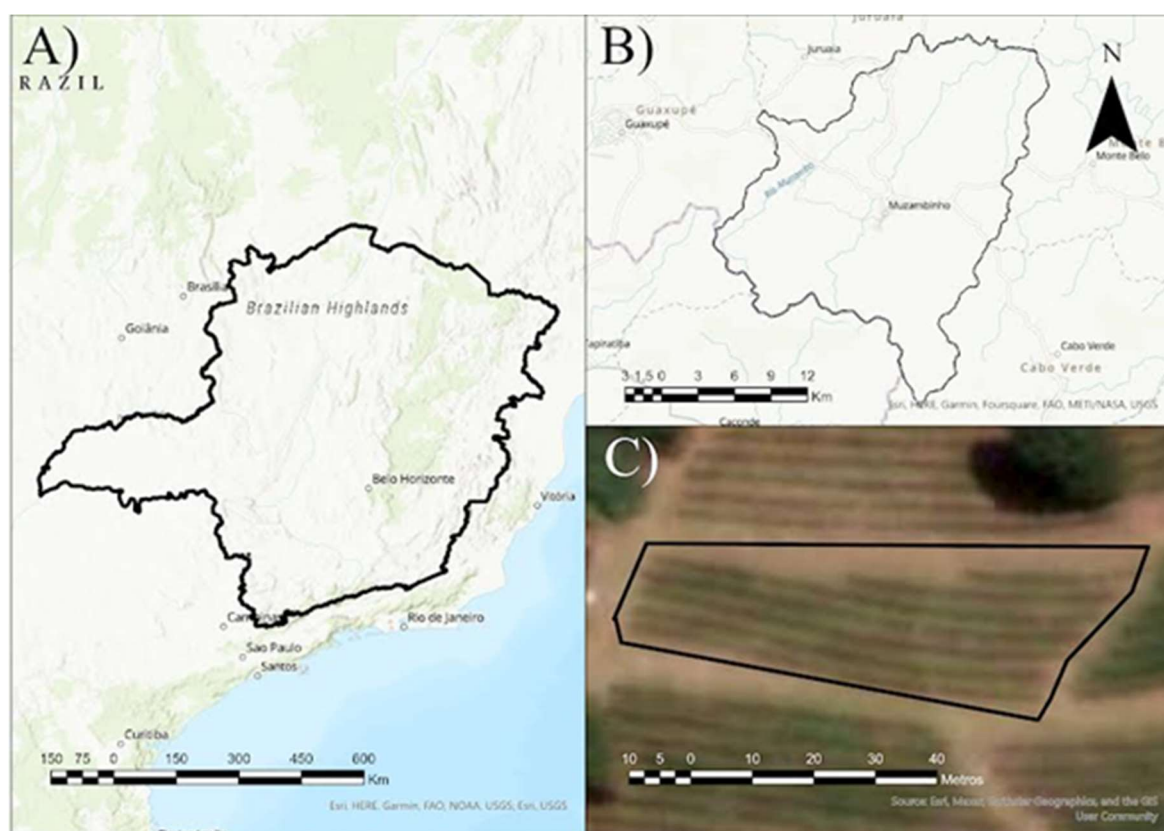 A)
RAZIL
Brasília
Goiânia
Brazilian Highlands
Belo Horizonte
Vitória
Rio de Janeiro
Sao Paulo
Santos
Curitiba
150 75 0 150 300 450 600
Km
Esri, HERE, Garmin, FAO, NOAA, USGS; Esri, USGS
B)
Juruaia
Juruaia
N
Guaxupé
Guaxupé
Monte B
Monte Belo
Muzambinho
Cabo Verde
Cabo Verde
3 1,5 0 3 6 9 12
Km
Esri, HERE, Garmin, Foursquare, FAO, METI/NASA, USGS
Caconde
C)
10 5 0 10 20 30 40
Metros
Source: Esri, Maxar, Earthstar Geographics, and the GIS
User Community